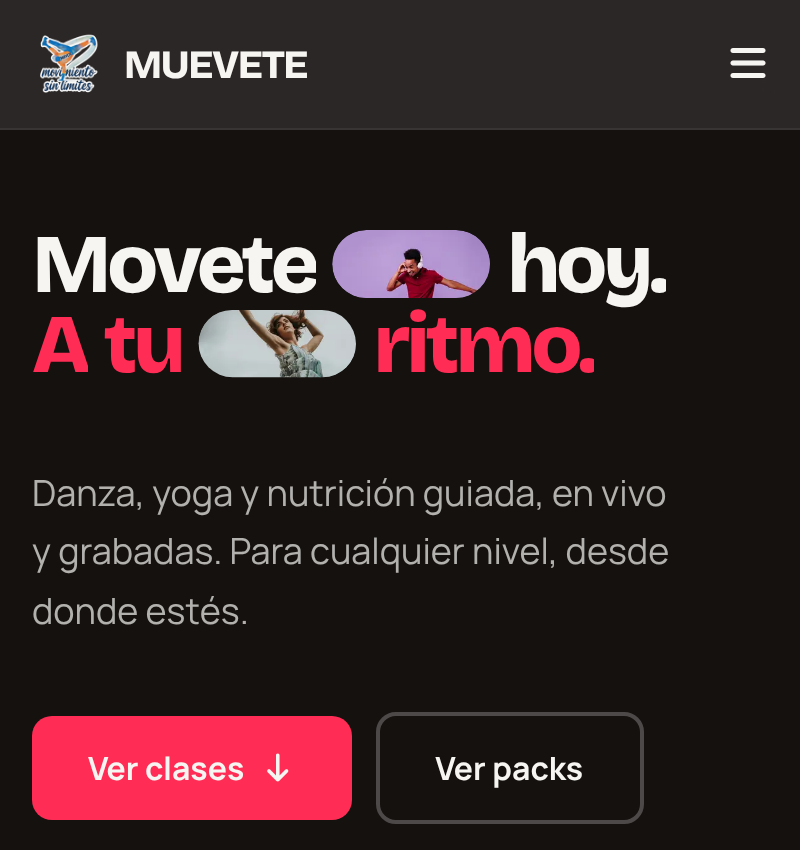 movimiento
sin límites
MUEVETE
Movete hoy.
A tu ritmo.
Danza, yoga y nutrición guiada, en vivo
y grabadas. Para cualquier nivel, desde
donde estés.
Ver clases ↓
Ver packs